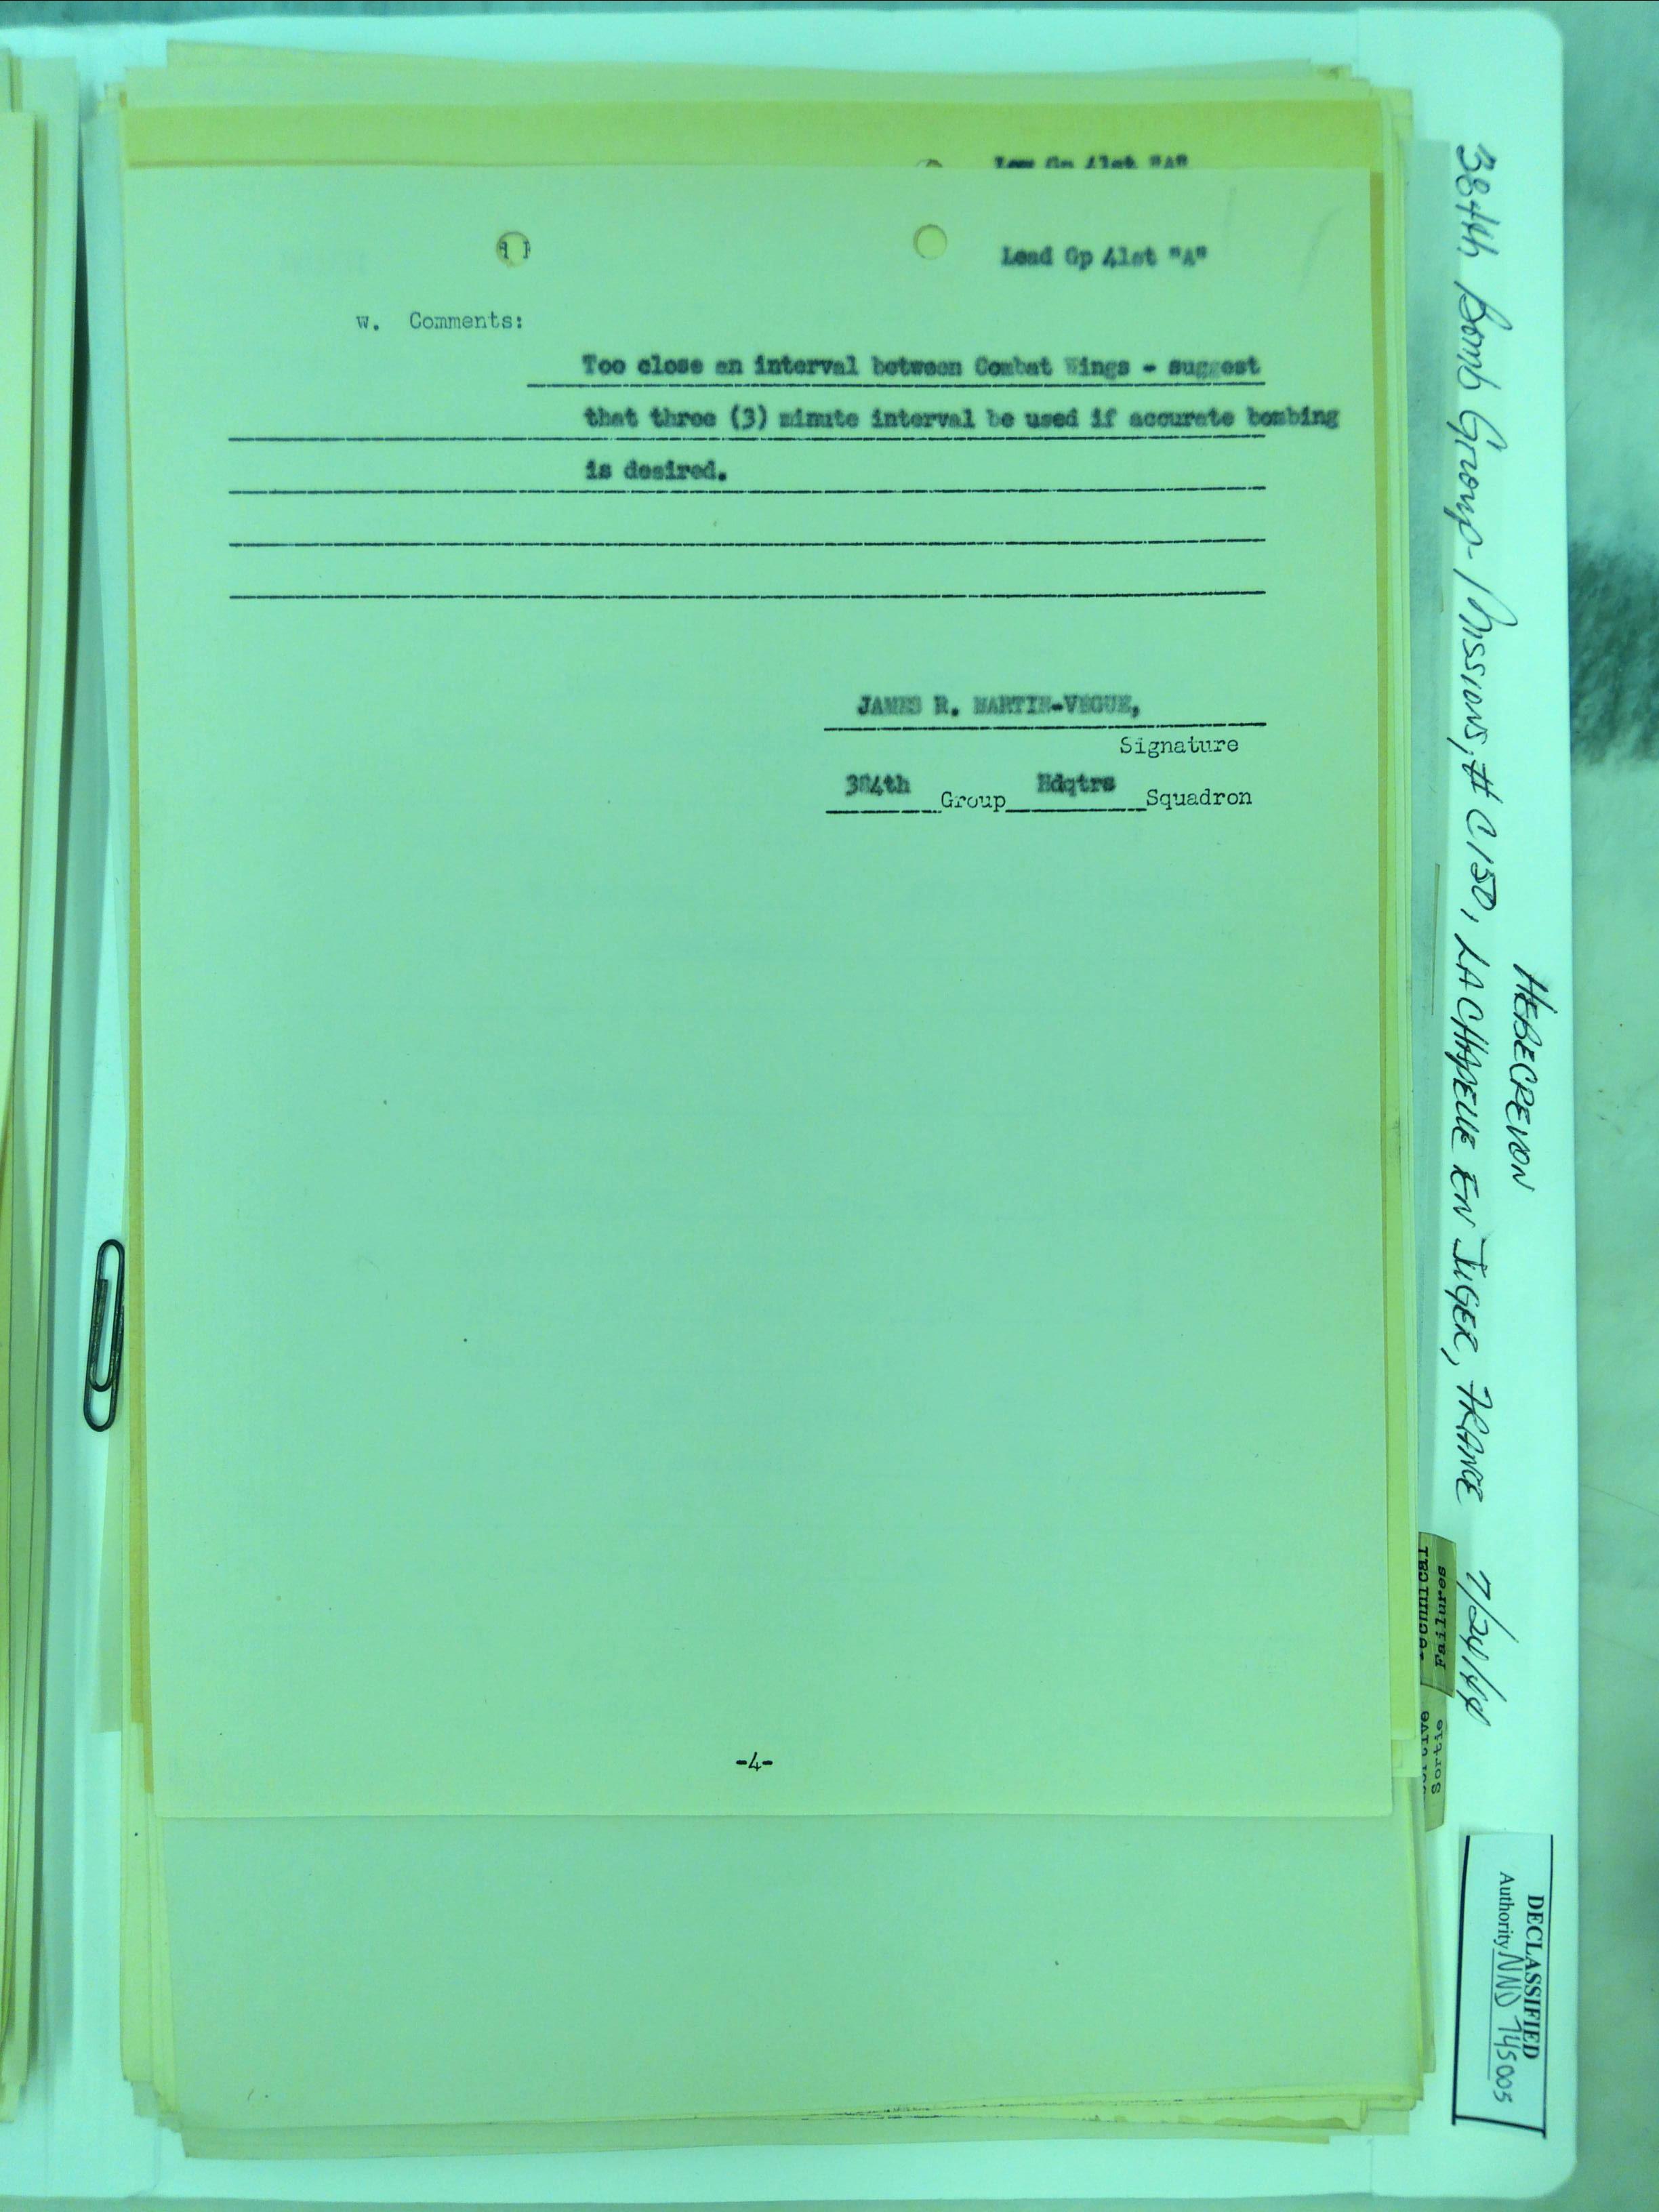 Low Gp 41st "A"
Lead Gp 41st "A"
w. Comments:
Too close an interval between Combat Wings - suggest
that three (3) minute interval be used if accurate bombing
is desired.
JAMES R. MARTIN-VEGUE,
Signature
384th Group Hdqtrs Squadron
-4-
384th Bomb Group - Missions, # C150, LA CHAPELLE EN JUGER, FRANCE 7/24/44
HEBECREVON
Technical
Failures
Sortie
DECLASSIFIED
Authority NND 745005